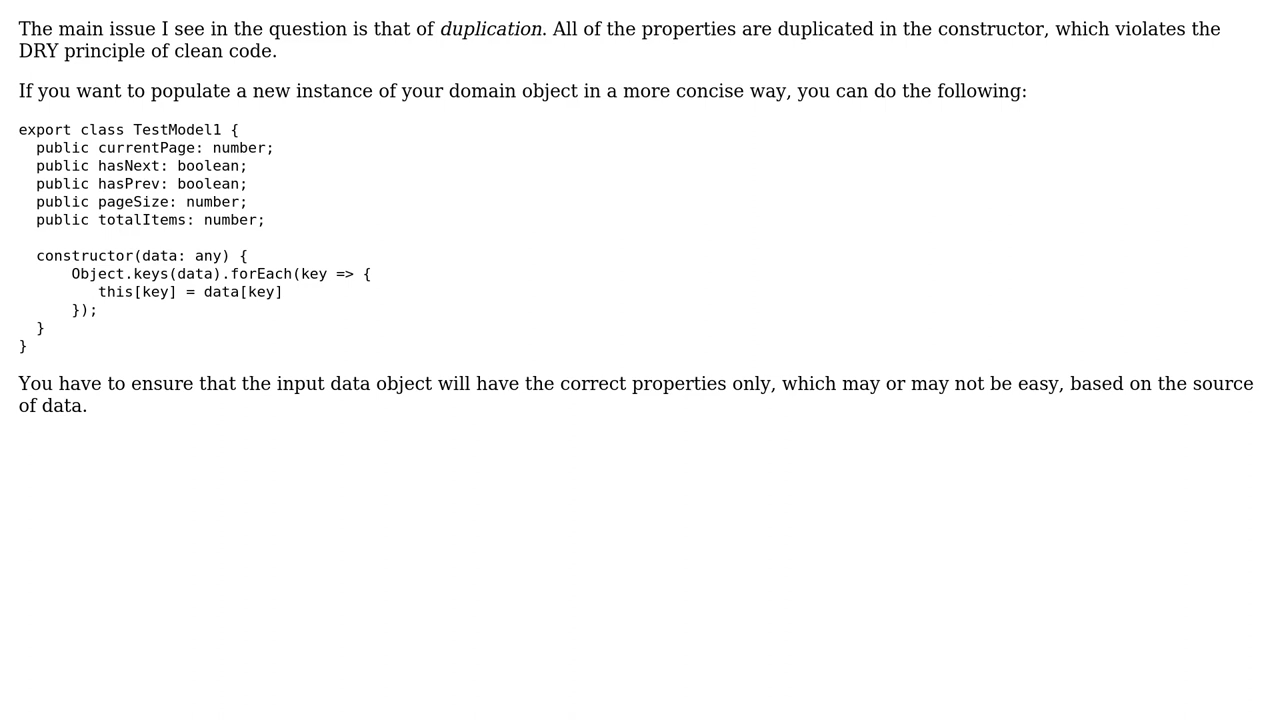 The main issue I see in the question is that of duplication. All of the properties are duplicated in the constructor, which violates the
DRY principle of clean code.
If you want to populate a new instance of your domain object in a more concise way, you can do the following:
export class TestModel1 {
  public currentPage: number;
  public hasNext: boolean;
  public hasPrev: boolean;
  public pageSize: number;
  public totalItems: number;

  constructor(data: any) {
      Object.keys(data).forEach(key => {
         this[key] = data[key]
      });
  }
}
You have to ensure that the input data object will have the correct properties only, which may or may not be easy, based on the source
of data.